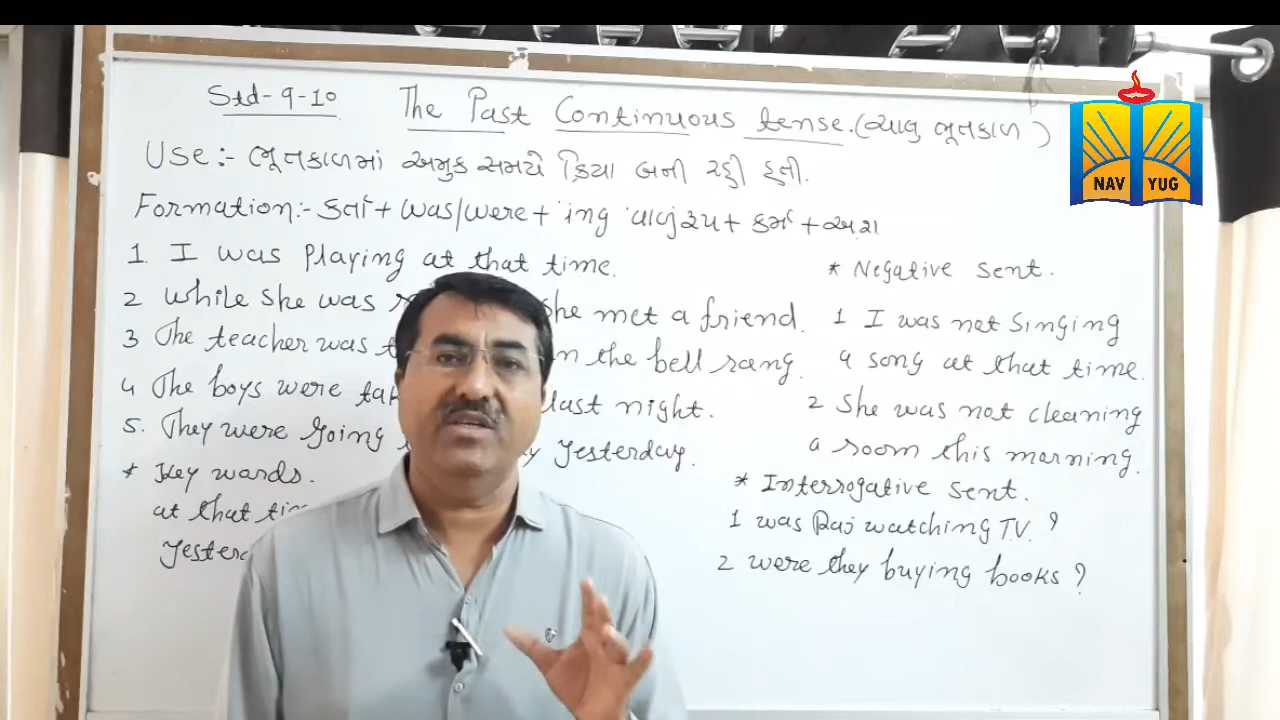 Std-9-10 The Past Continuous tense. (ચાલુ ભૂતકાળ)
Use:- ભૂતકાળમાં અમુક સમયે ક્રિયા બની રહી હતી.
Formation:- કર્તા + was/were + ing વાળું રૂપ + કર્મ +
1. I was Playing at that time.
2 while She was she met a friend.
3 The teacher was the bell rang.
4 The boys were last night.
5. They were going Yesterday.
* Key wards.
at that
* Negative Sent.
1 I was not Singing
a song at that time.
2 She was not cleaning
a room this morning.
* Interrogative Sent.
1 was Raj watching T.V. ?
2 were they buying books ?
NAV YUG